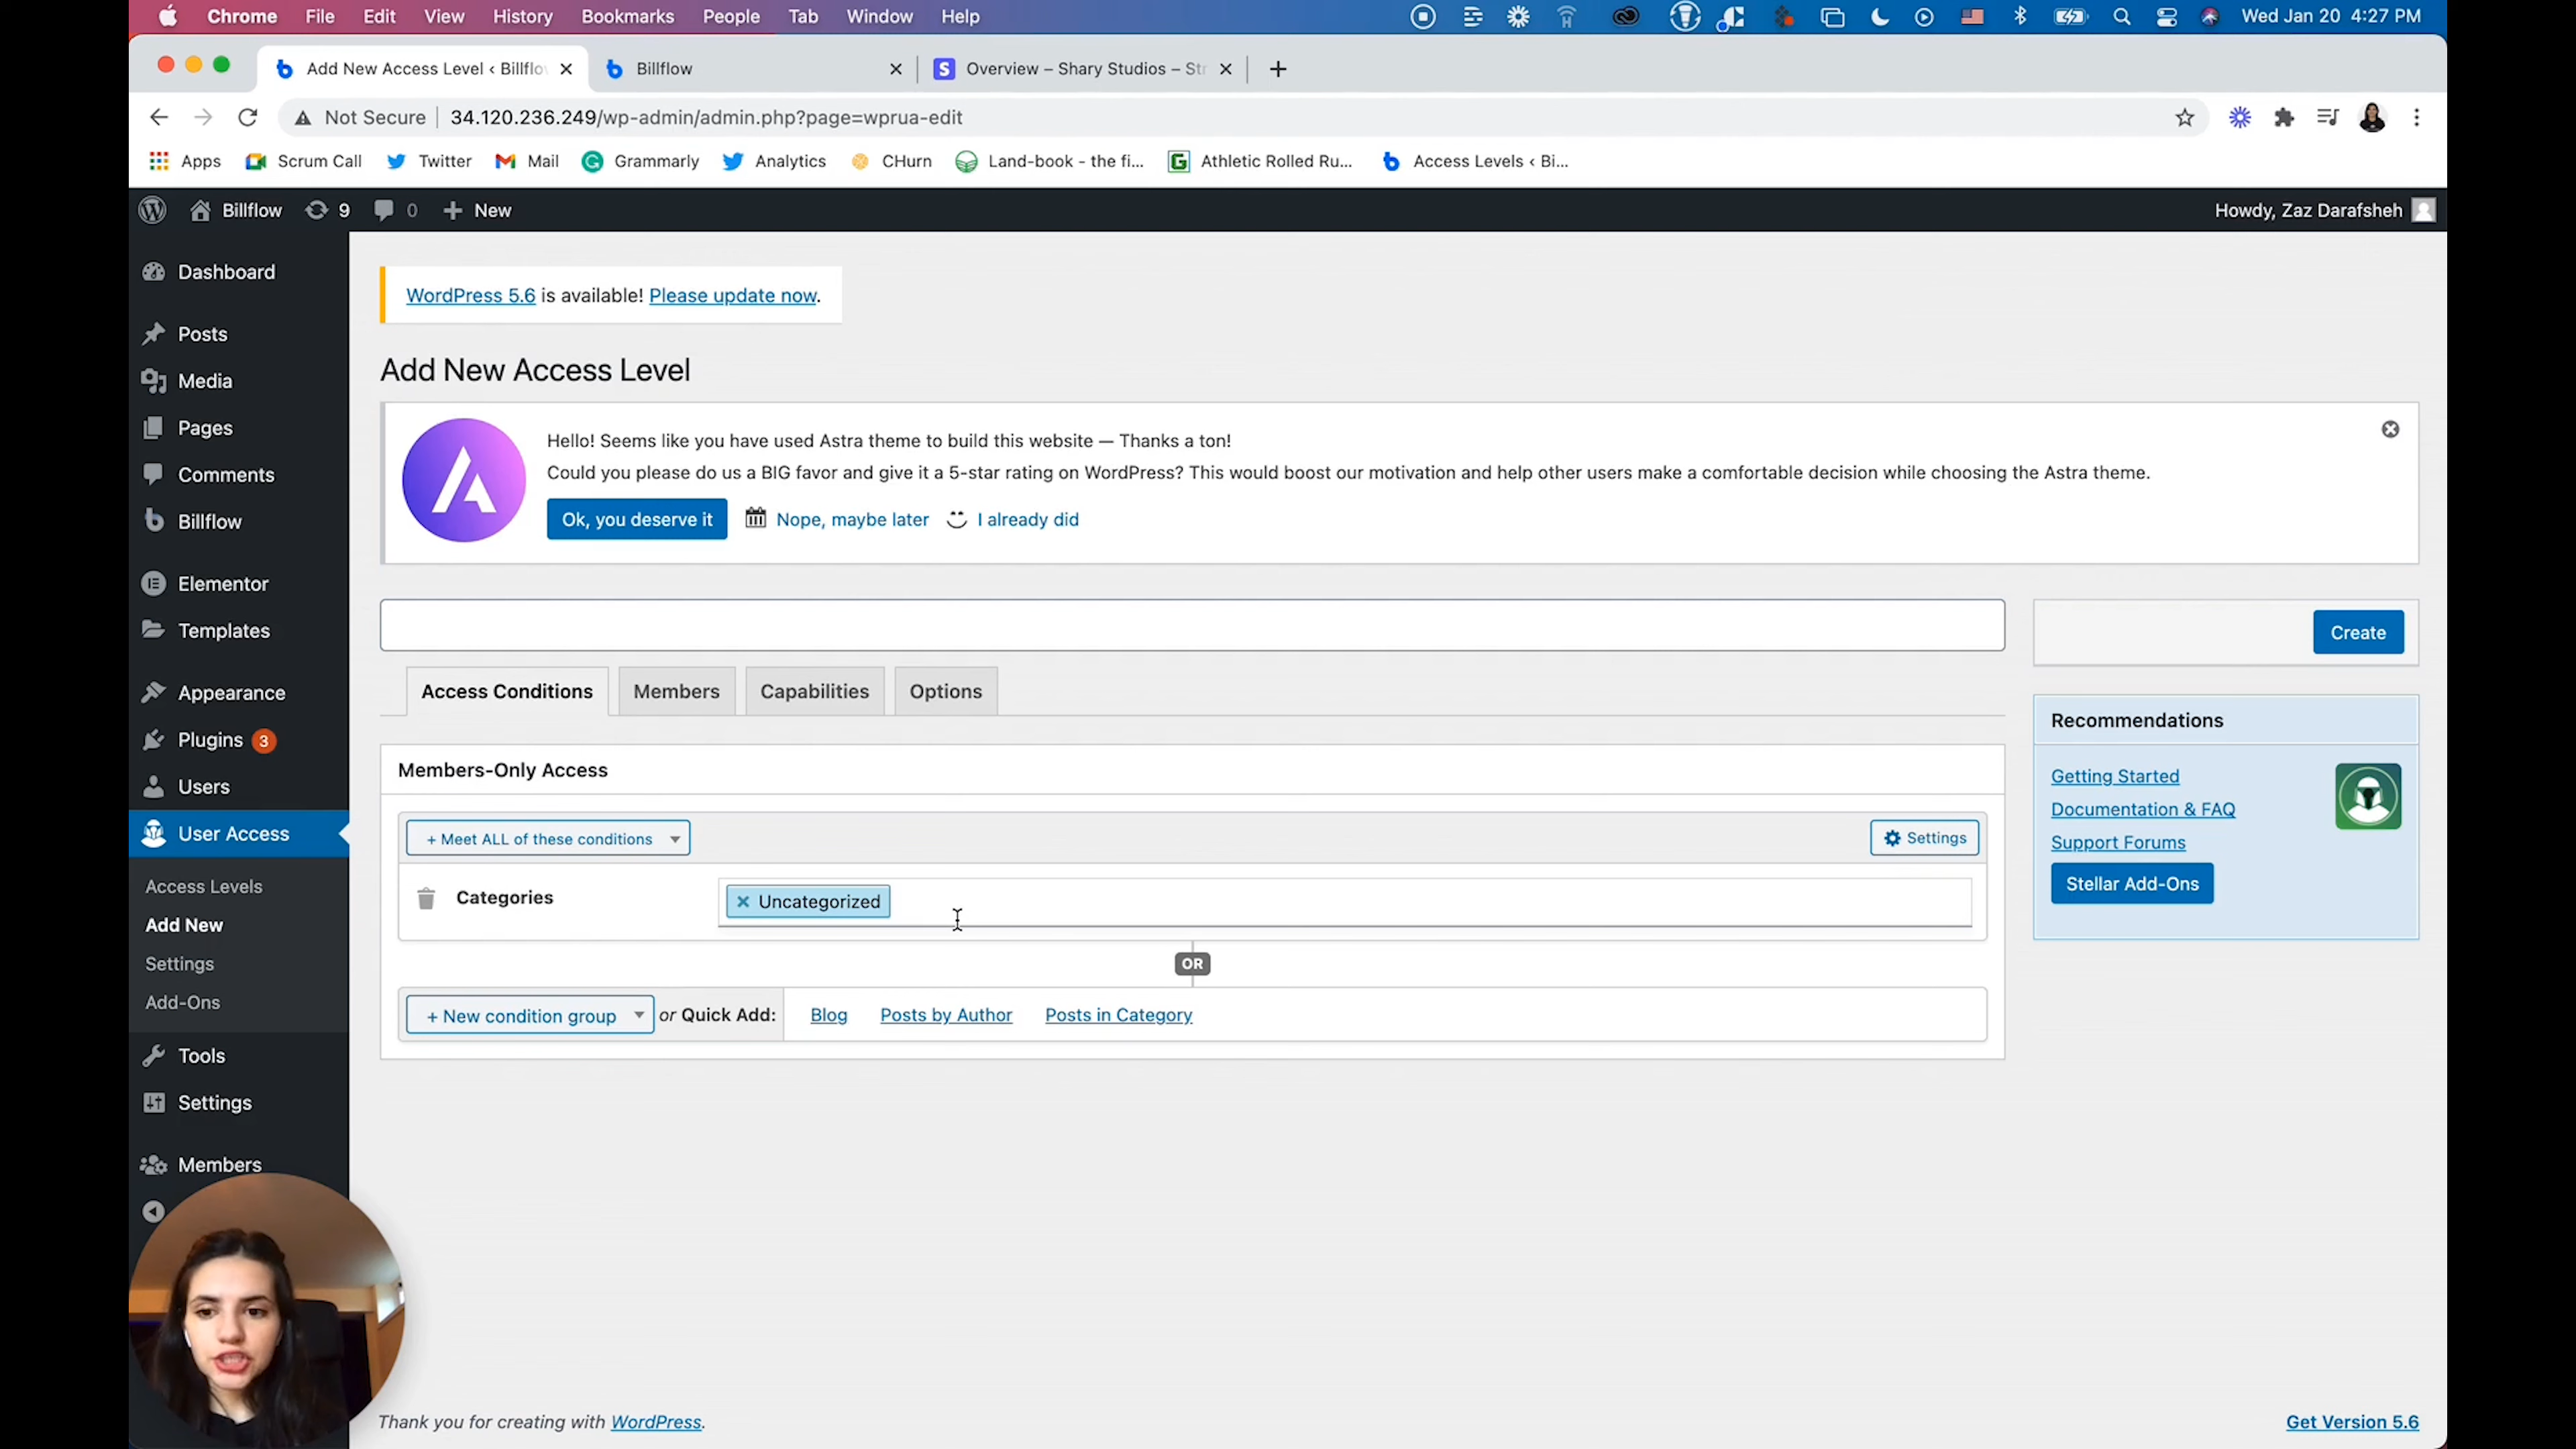 Chrome File Edit View History Bookmarks People Tab Window Help Wed Jan 20 4:27 PM
Add New Access Level ‹ Billflo Billflow S Overview – Shary Studios – St
Not Secure 34.120.236.249/wp-admin/admin.php?page=wprua-edit
Apps Scrum Call Twitter Mail Grammarly Analytics CHurn Land-book - the fi... Athletic Rolled Ru... Access Levels ‹ Bi...
Billflow 9 0 + New Howdy, Zaz Darafsheh
Dashboard
Posts
Media
Pages
Comments
Billflow
Elementor
Templates
Appearance
Plugins 3
Users
User Access
Access Levels
Add New
Settings
Add-Ons
Tools
Settings
Members
WordPress 5.6 is available! Please update now.
Add New Access Level
Hello! Seems like you have used Astra theme to build this website — Thanks a ton!
Could you please do us a BIG favor and give it a 5-star rating on WordPress? This would boost our motivation and help other users make a comfortable decision while choosing the Astra theme.
Ok, you deserve it Nope, maybe later I already did
Create
Access Conditions Members Capabilities Options
Members-Only Access
+ Meet ALL of these conditions Settings
Categories × Uncategorized
OR
+ New condition group or Quick Add: Blog Posts by Author Posts in Category
Recommendations
Getting Started
Documentation & FAQ
Support Forums
Stellar Add-Ons
Thank you for creating with WordPress. Get Version 5.6